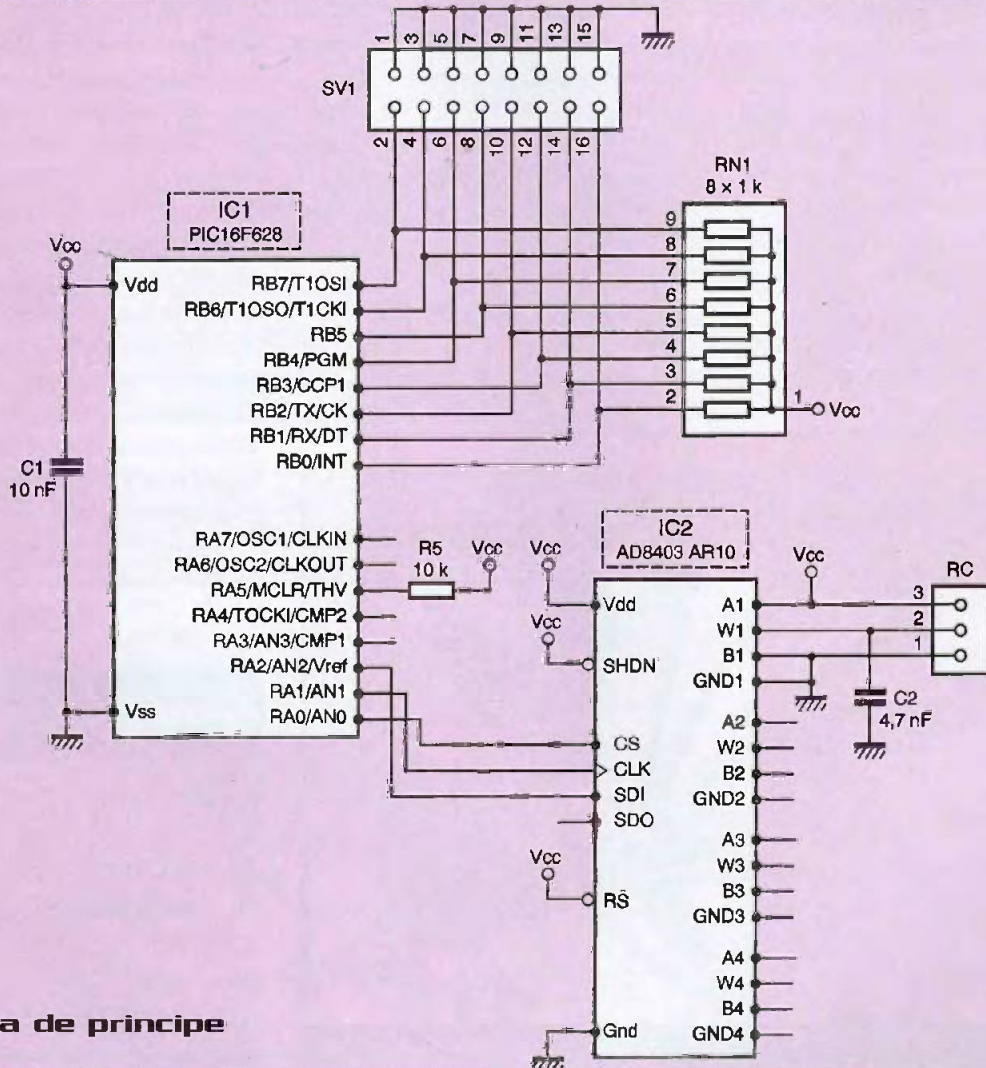 1 3 5 7 9 11 13 15
SV1
2 4 6 8 10 12 14 16
RN1
8 × 1 k
9
8
7
6
5
4
3
2
1
Vcc
IC1
PIC16F628
Vcc
Vdd
RB7/T1OSI
RB6/T1OSO/T1CKI
RB5
RB4/PGM
RB3/CCP1
RB2/TX/CK
RB1/RX/DT
RB0/INT
C1
10 nF
RA7/OSC1/CLKIN
RA6/OSC2/CLKOUT
RA5/MCLR/THV
RA4/TOCKI/CMP2
RA3/AN3/CMP1
RA2/AN2/Vref
RA1/AN1
RA0/AN0
Vss
R5
10 k
Vcc
IC2
AD8403 AR10
Vcc
Vdd
Vcc
SHDN
CS
CLK
SDI
SDO
Vcc
RS
Gnd
A1
W1
B1
GND1
A2
W2
B2
GND2
A3
W3
B3
GND3
A4
W4
B4
GND4
Vcc
RC
3
2
1
C2
4,7 nF
a de principe